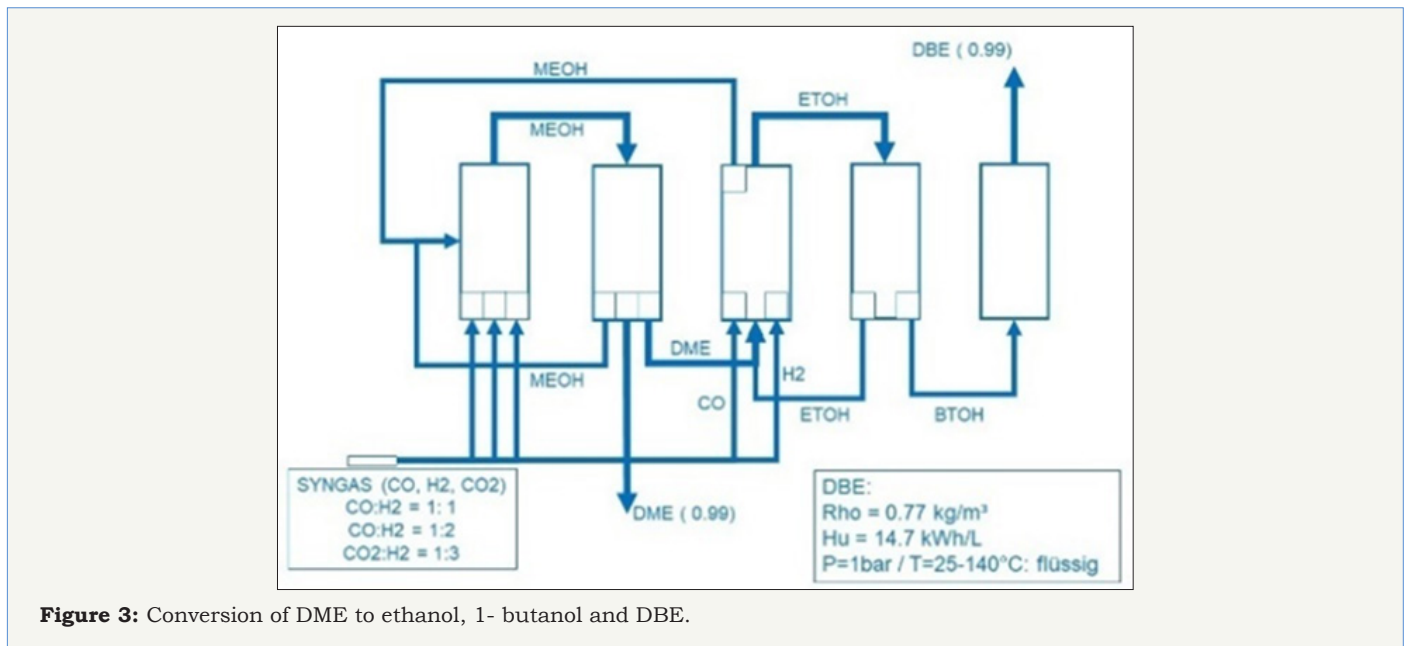 DBE ( 0.99)
MEOH
ETOH
MEOH
DME
H2
MEOH
CO
ETOH
BTOH
SYNGAS (CO, H2, CO2)
CO:H2 = 1: 1
CO:H2 = 1:2
CO2:H2 = 1:3
DME ( 0.99)
DBE:
Rho = 0.77 kg/m³
Hu = 14.7 kWh/L
P=1bar / T=25-140°C: flüssig
Figure 3: Conversion of DME to ethanol, 1- butanol and DBE.